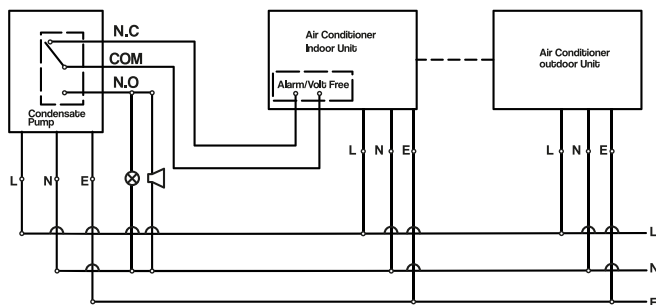 N.C
COM
N.O
Condensate
Pump
Air Conditioner
Indoor Unit
Alarm/Volt Free
Air Conditioner
outdoor Unit
L N E
L N E
L N E
L
N
E